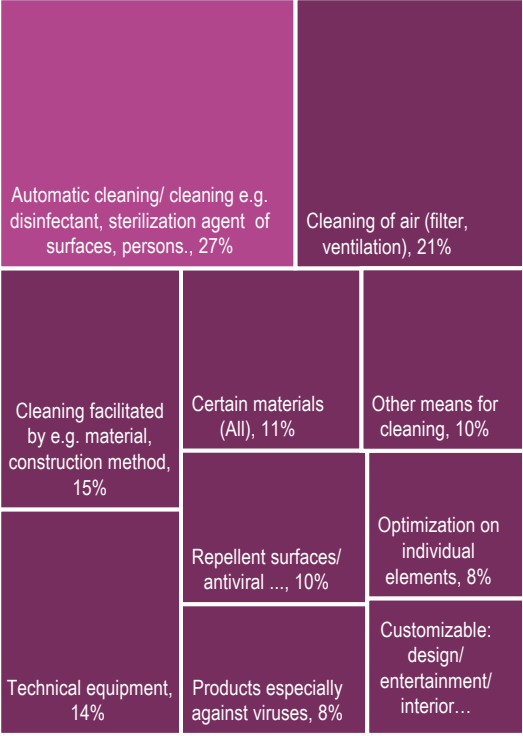 Automatic cleaning/ cleaning e.g.
disinfectant, sterilization agent of
surfaces, persons., 27%
Cleaning of air (filter,
ventilation), 21%
Cleaning facilitated
by e.g. material,
construction method,
15%
Certain materials
(All), 11%
Other means for
cleaning, 10%
Technical equipment,
14%
Repellent surfaces/
antiviral ..., 10%
Optimization on
individual
elements, 8%
Products especially
against viruses, 8%
Customizable:
design/
entertainment/
interior…